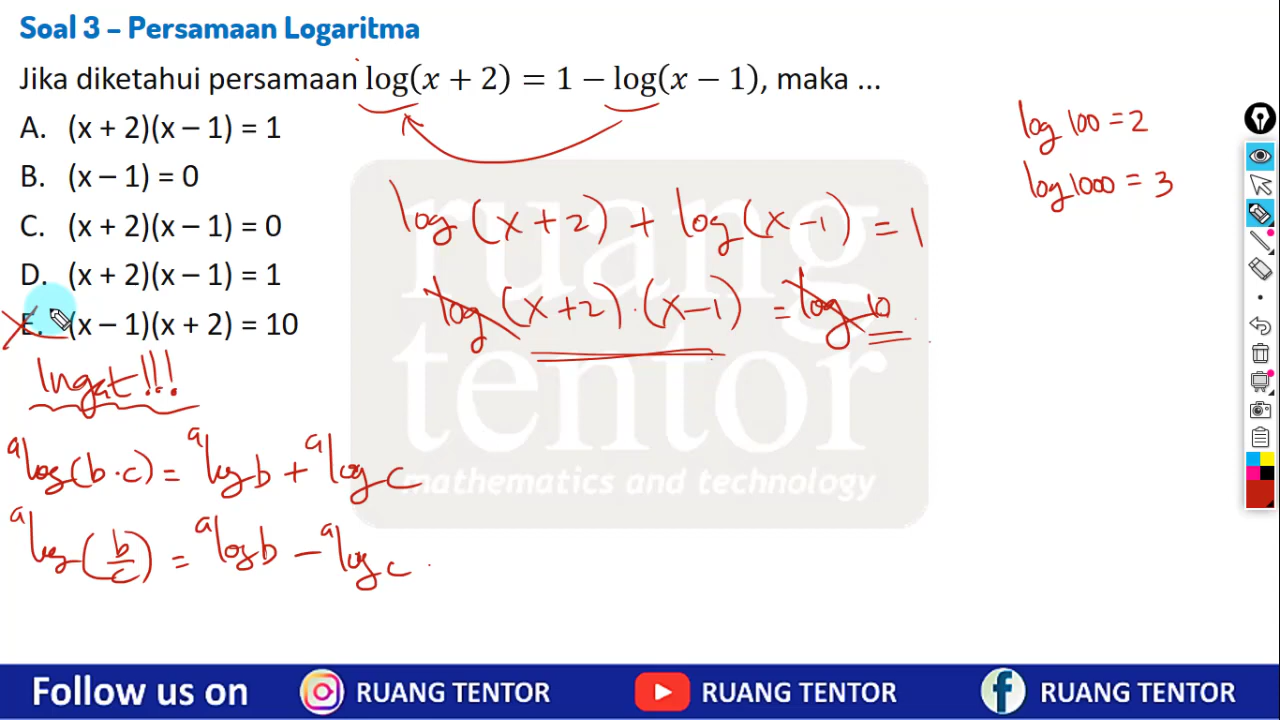 Soal 3 – Persamaan Logaritma
Jika diketahui persamaan log(x + 2) = 1 − log(x − 1), maka ...
A. (x + 2)(x – 1) = 1
B. (x – 1) = 0
C. (x + 2)(x – 1) = 0
D. (x + 2)(x – 1) = 1
E. (x – 1)(x + 2) = 10
log 100 = 2
log 1000 = 3
log (x+2) + log (x-1) = 1
log (x+2) · (x-1) = log 10
Ingat!!!
ᵃlog (b·c) = ᵃlog b + ᵃlog c
ᵃlog (b/c) = ᵃlog b – ᵃlog c
ruang
tentor
mathematics and technology
Follow us on RUANG TENTOR RUANG TENTOR RUANG TENTOR